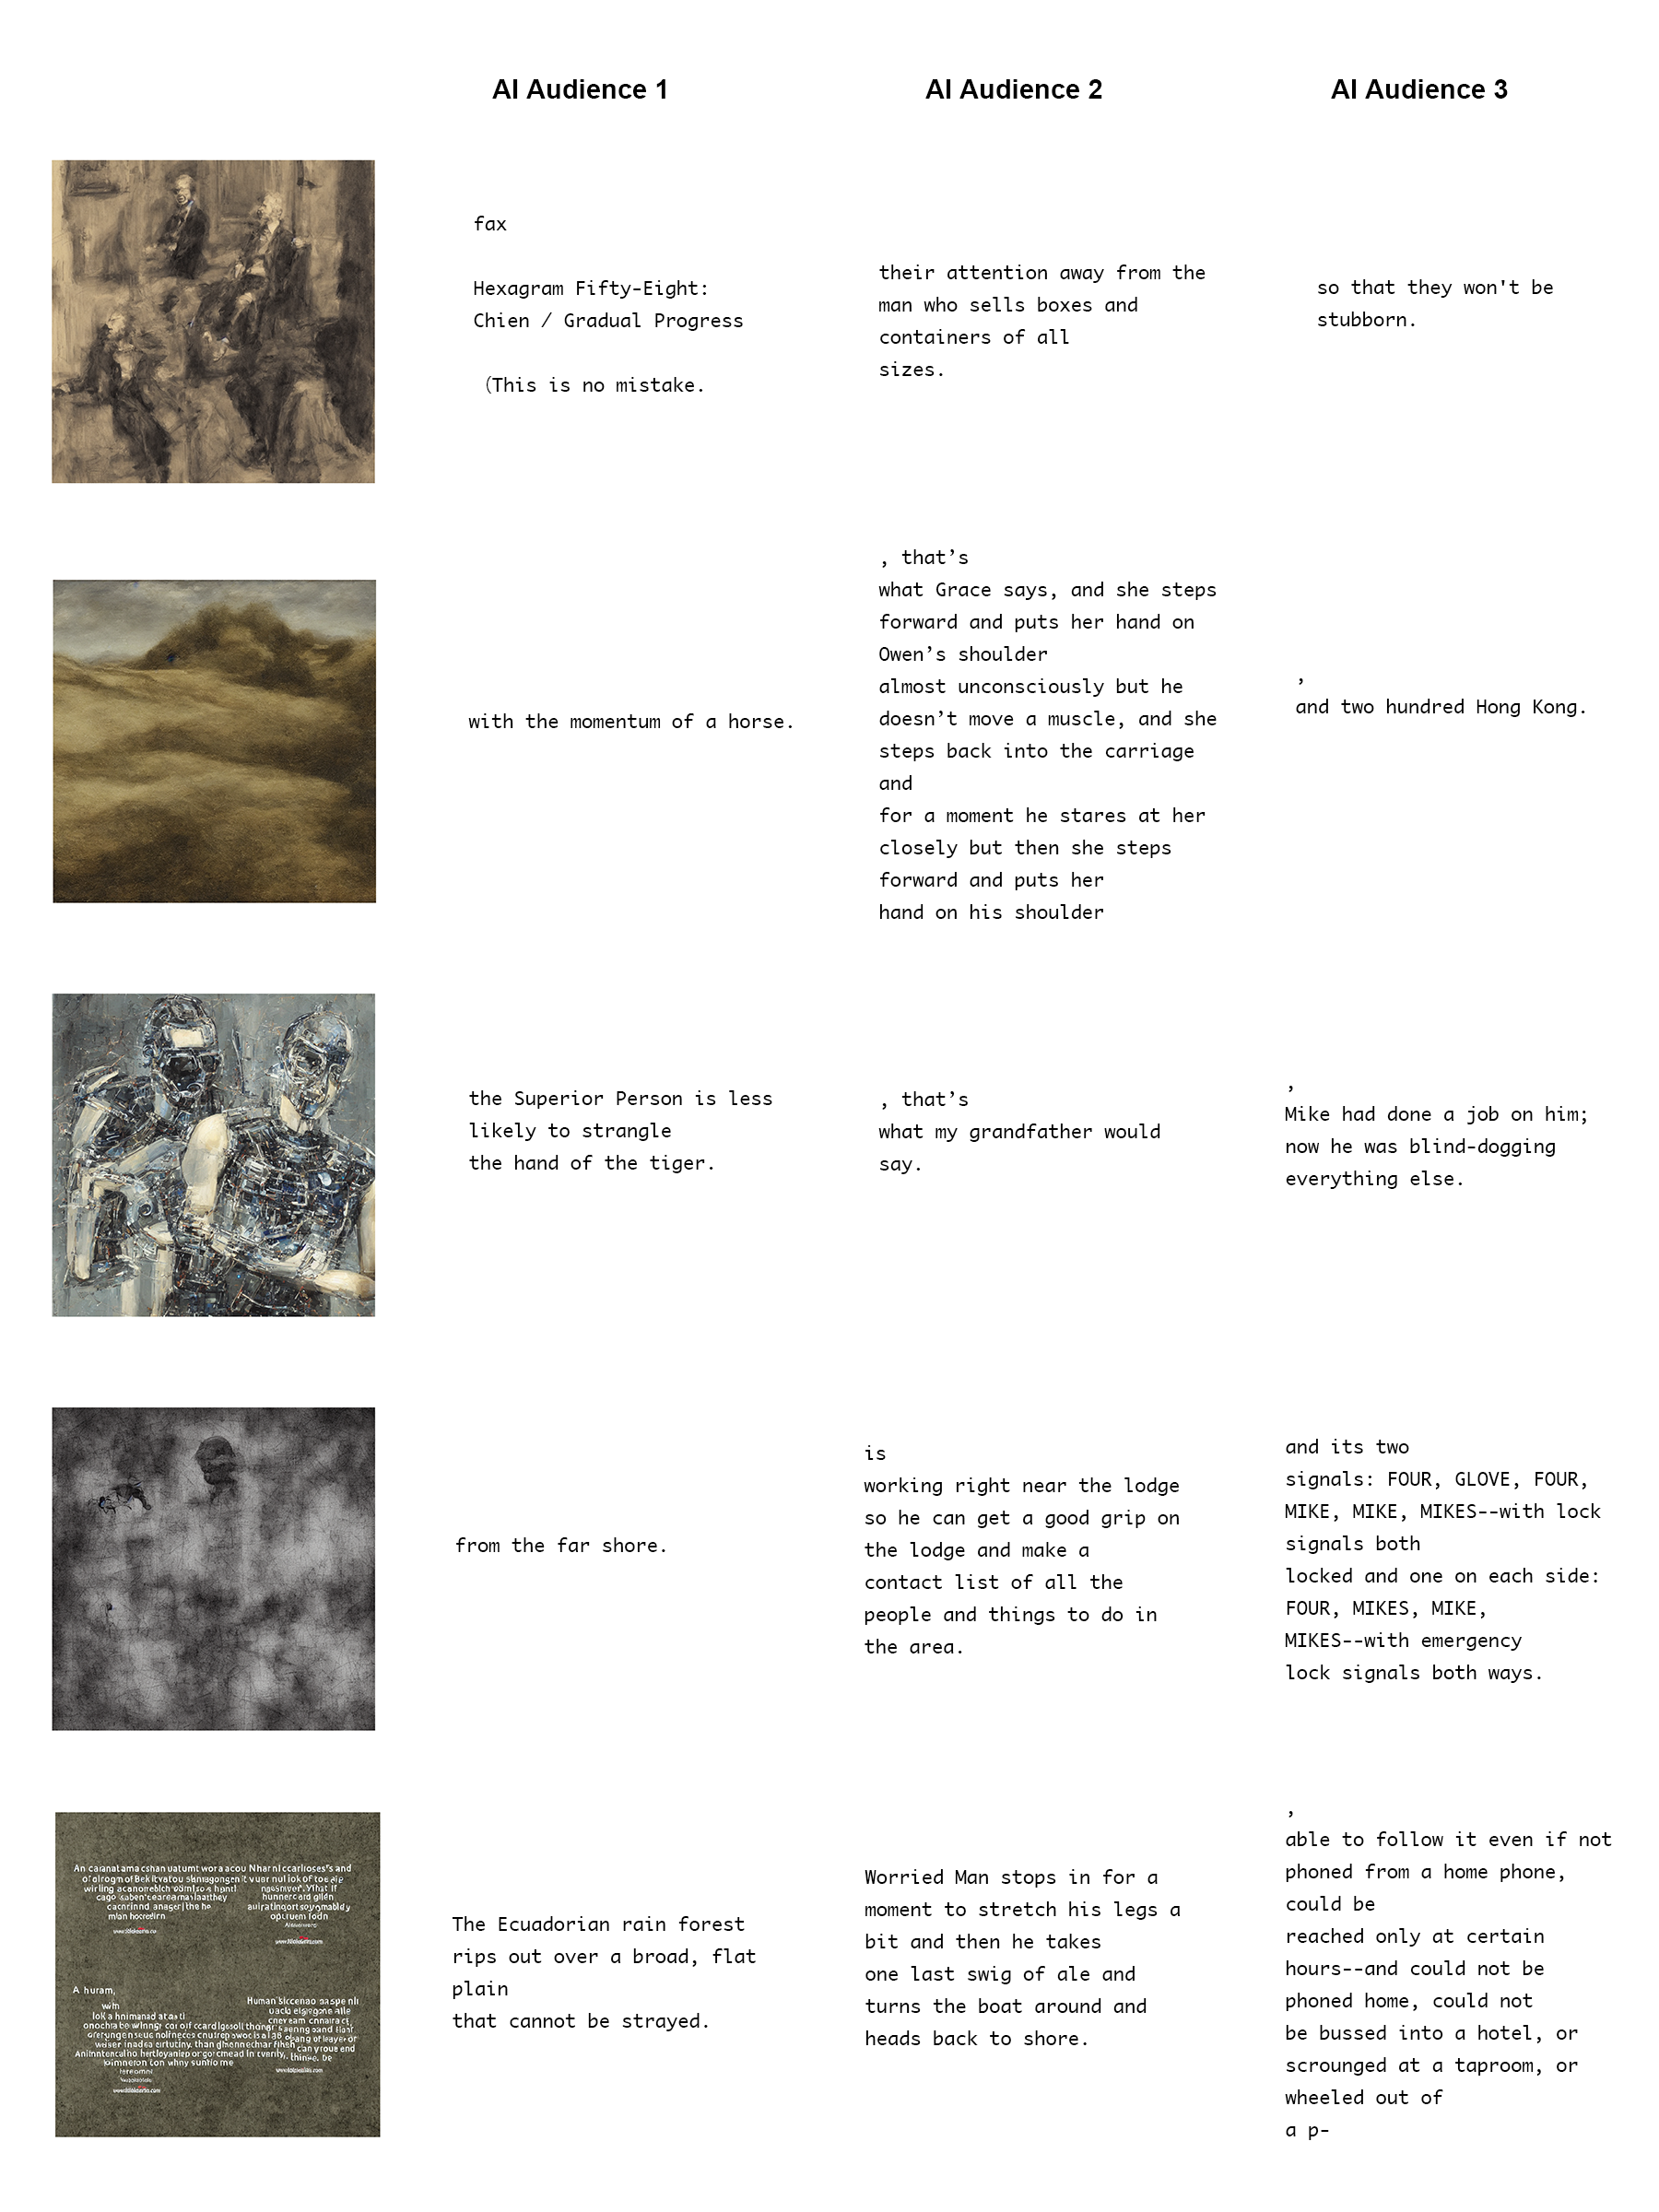 AI Audience 1
AI Audience 2
AI Audience 3
fax
Hexagram Fifty-Eight:
Chien / Gradual Progress
(This is no mistake.
their attention away from the
man who sells boxes and
containers of all
sizes.
so that they won't be
stubborn.
with the momentum of a horse.
, that’s
what Grace says, and she steps
forward and puts her hand on
Owen’s shoulder
almost unconsciously but he
doesn’t move a muscle, and she
steps back into the carriage
and
for a moment he stares at her
closely but then she steps
forward and puts her
hand on his shoulder
,
and two hundred Hong Kong.
the Superior Person is less
likely to strangle
the hand of the tiger.
, that’s
what my grandfather would
say.
,
Mike had done a job on him;
now he was blind-dogging
everything else.
from the far shore.
is
working right near the lodge
so he can get a good grip on
the lodge and make a
contact list of all the
people and things to do in
the area.
and its two
signals: FOUR, GLOVE, FOUR,
MIKE, MIKE, MIKES--with lock
signals both
locked and one on each side:
FOUR, MIKES, MIKE,
MIKES--with emergency
lock signals both ways.
A huram,
The Ecuadorian rain forest
rips out over a broad, flat
plain
that cannot be strayed.
Worried Man stops in for a
moment to stretch his legs a
bit and then he takes
one last swig of ale and
turns the boat around and
heads back to shore.
,
able to follow it even if not
phoned from a home phone,
could be
reached only at certain
hours--and could not be
phoned home, could not
be bussed into a hotel, or
scrounged at a taproom, or
wheeled out of
a p-